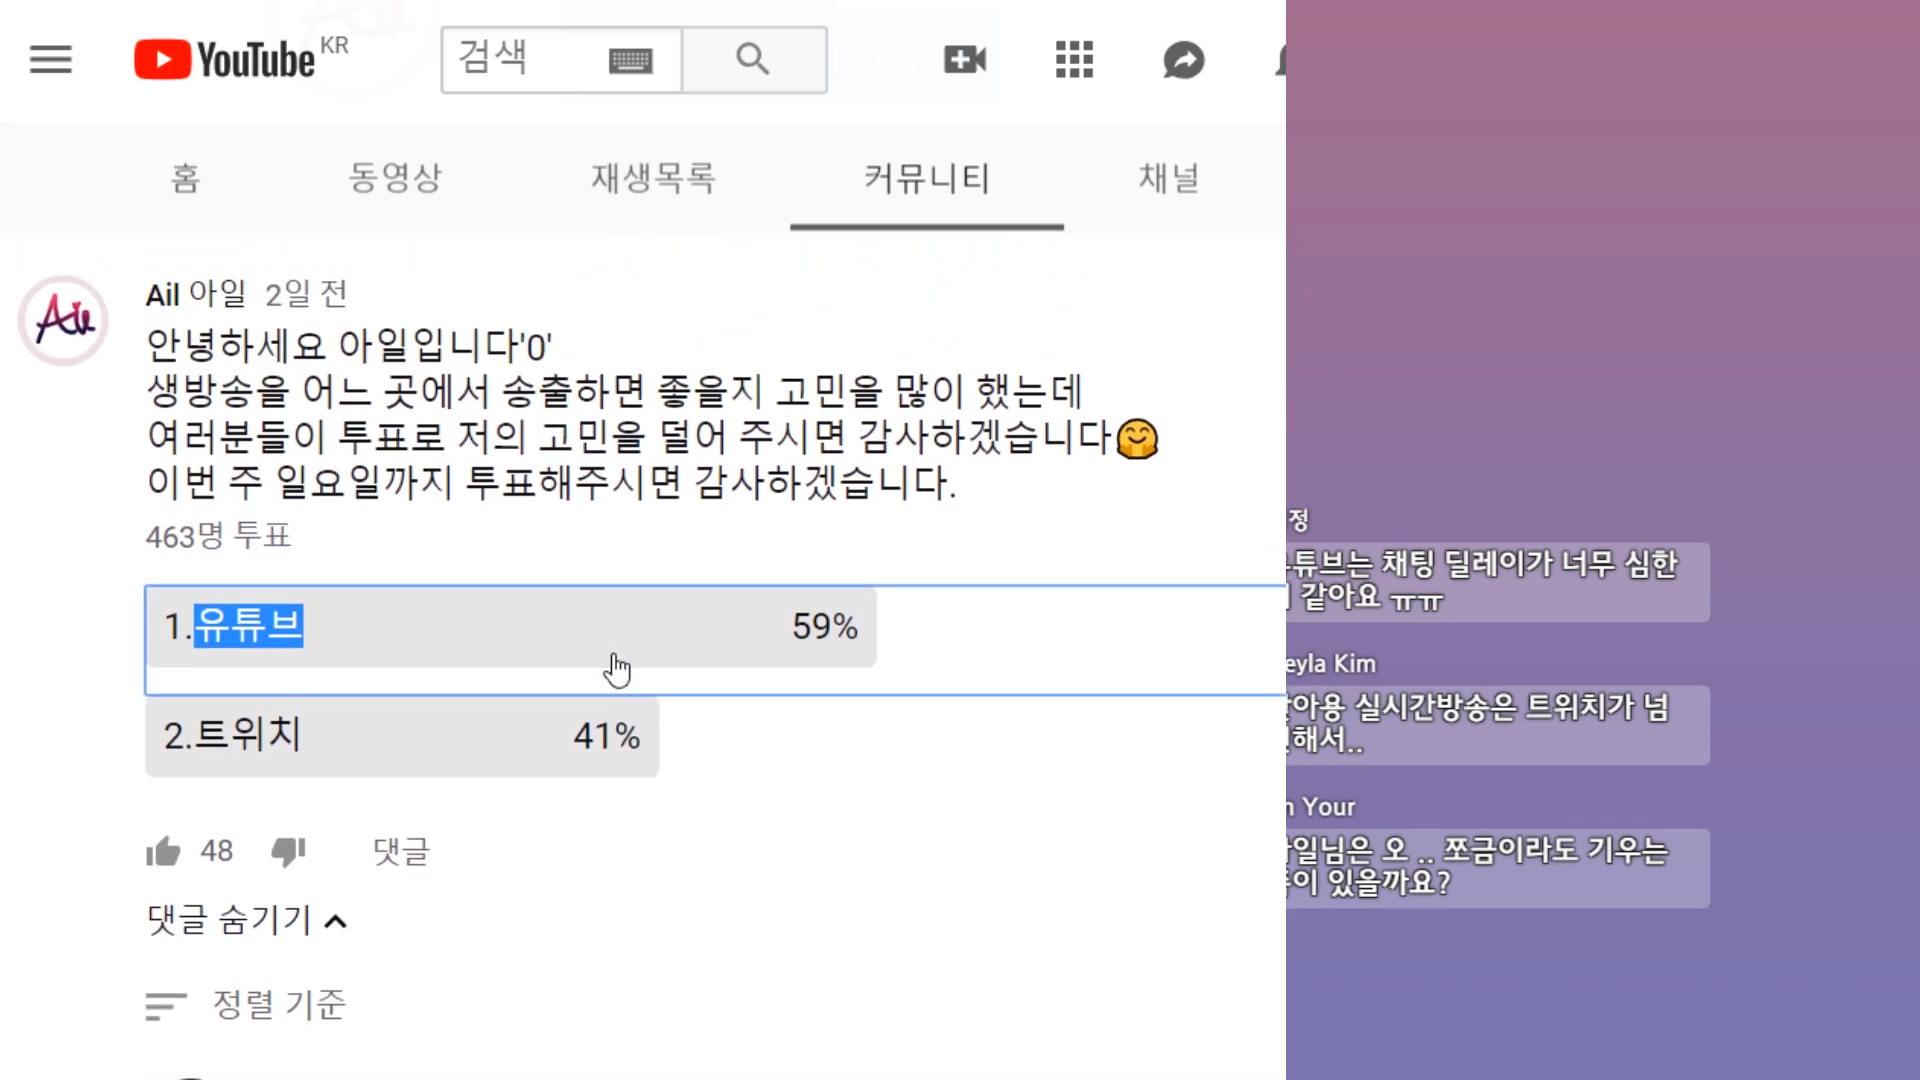 YouTube KR
검색
홈
동영상
재생목록
커뮤니티
채널
Ail
Ail 아일 2일 전
안녕하세요 아일입니다'0'
생방송을 어느 곳에서 송출하면 좋을지 고민을 많이 했는데
여러분들이 투표로 저의 고민을 덜어 주시면 감사하겠습니다🤗
이번 주 일요일까지 투표해주시면 감사하겠습니다.
463명 투표
1.유튜브 59%
2.트위치 41%
48 댓글
댓글 숨기기
정렬 기준
정
튜브는 채팅 딜레이가 너무 심한
같아요 ㅠㅠ
eyla Kim
아용 실시간방송은 트위치가 넘
해서..
Your
일님은 오 .. 쪼금이라도 기우는
이 있을까요?